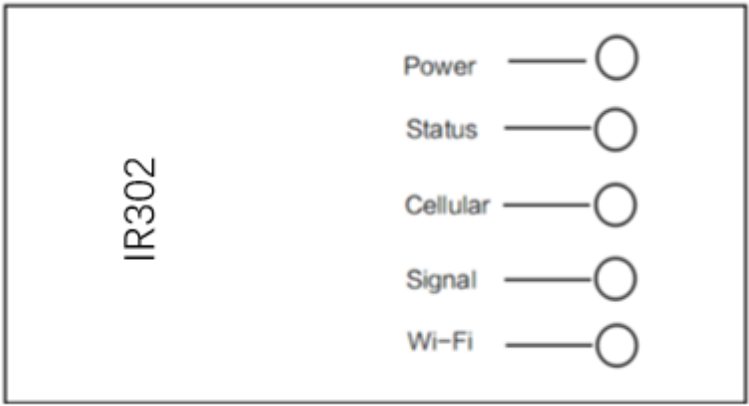 IR302
Power
Status
Cellular
Signal
Wi-Fi